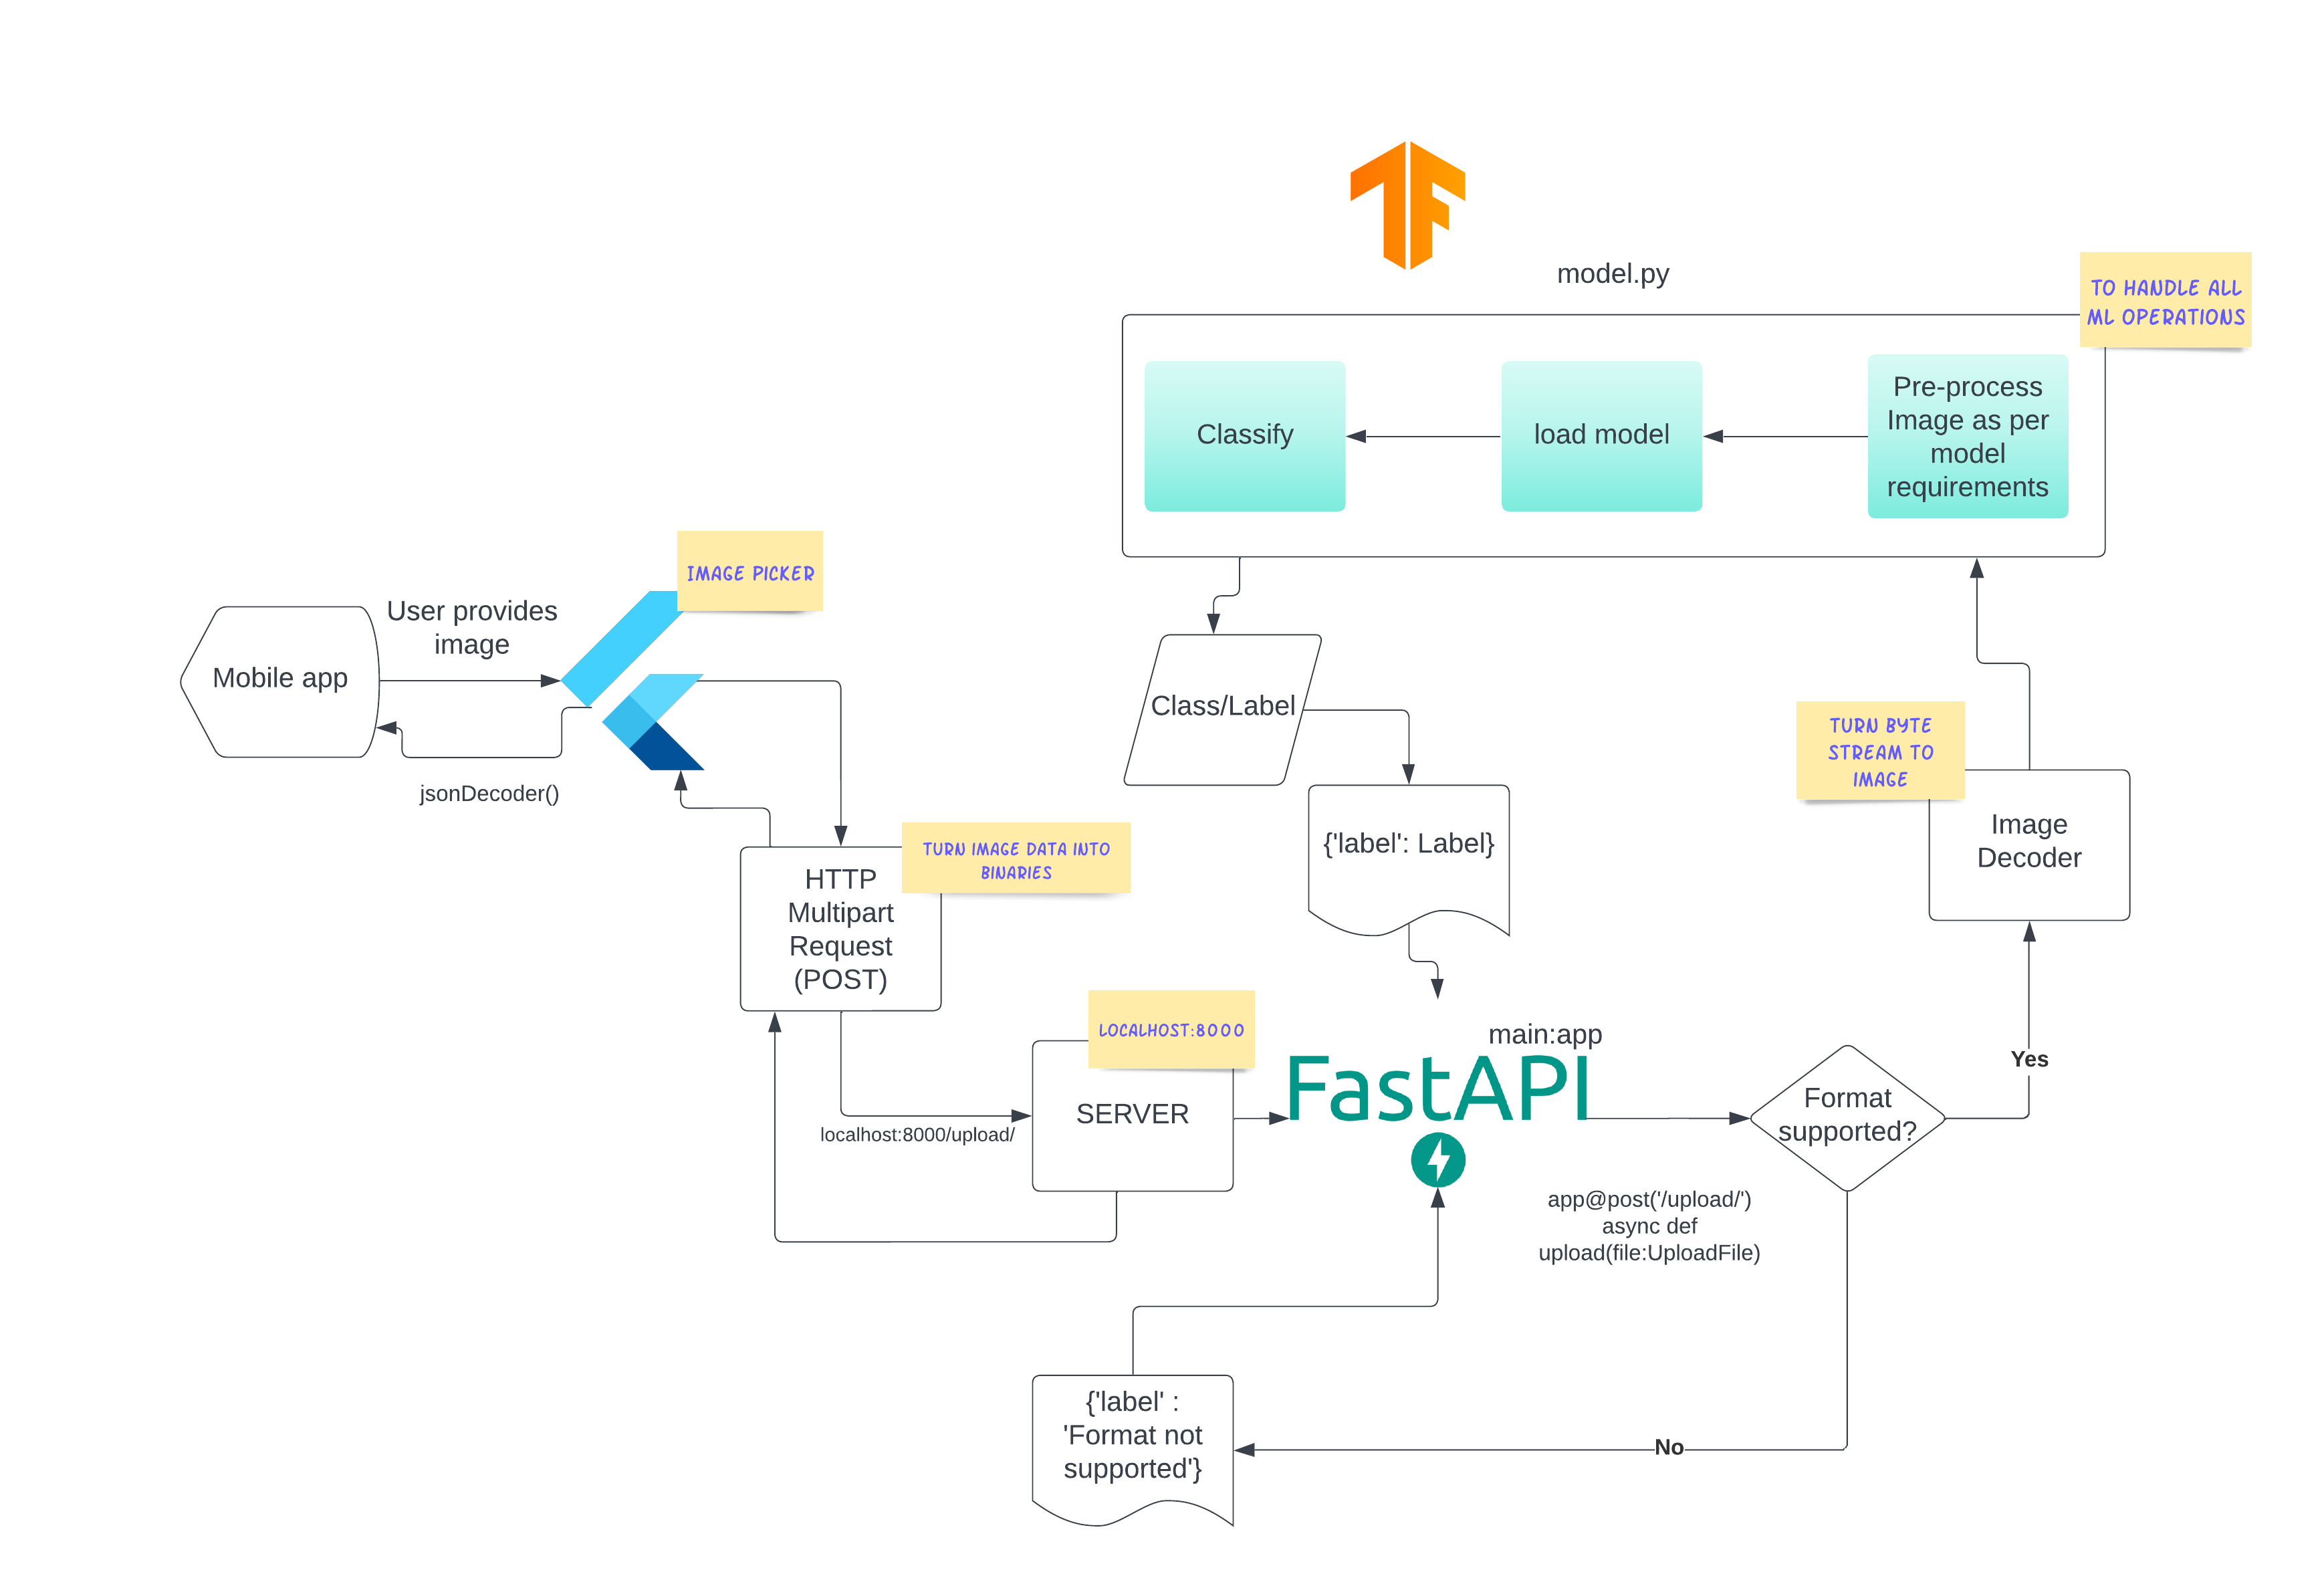 model.py
TO HANDLE ALL
ML OPERATIONS
Classify
load model
Pre-process
Image as per
model
requirements
IMAGE PICKER
User provides
image
Mobile app
jsonDecoder()
Class/Label
{'label': Label}
TURN BYTE
STREAM TO
IMAGE
Image
Decoder
TURN IMAGE DATA INTO
BINARIES
HTTP
Multipart
Request
(POST)
LOCALHOST:8000
SERVER
localhost:8000/upload/
main:app
FastAPI
Format
supported?
Yes
app@post('/upload/')
async def
upload(file:UploadFile)
{'label' :
'Format not
supported'}
No